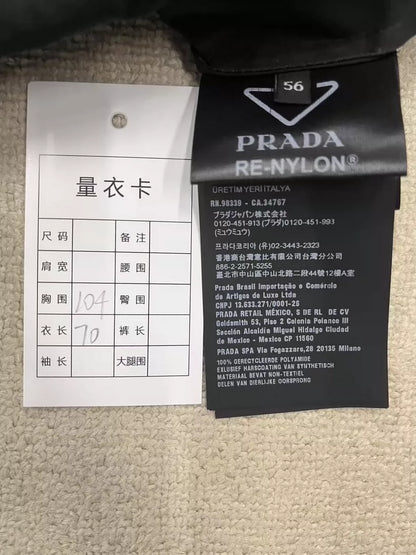 量衣卡
尺码 备注
肩宽 腰围
胸围 104 臀围
衣长 70 裤长
袖长 大腿围
56
PRADA
RE-NYLON®
ÜRETIM YERI ITALYA
RN.98339 - CA.34767
プラダジャパン株式会社
0120-451-913 (プラダ) 0120-451-993
(ミュウミュウ)
프라다코리아 (유) 02-3443-2323
香港商台灣意比有限公司台灣分公司
886-2-2571-5255
臺北市中山區中山北路二段44號12樓A室
Prada Brasil Importação e Comércio
de Artigos de Luxe Ltda
CNPJ 13.633.271/0001-25
PRADA RETAIL MÉXICO, S DE RL DE CV
Goldsmith 53, Piso 2 Colonia Polanco III
Sección Alcaldía Miguel Hidalgo Ciudad
de Mexico - Mexico CP 11560
PRADA SPA Via Fogazzaro,28 20135 Milano
100% GERECYCLEERDE POLYAMIDE
EXLUSIEF HARSCOATING VAN SYNTHETISCH
MATERIAAL BEVAT NON-TEXTIEL
DELEN VAN DIERLIJKE OORSPRONG